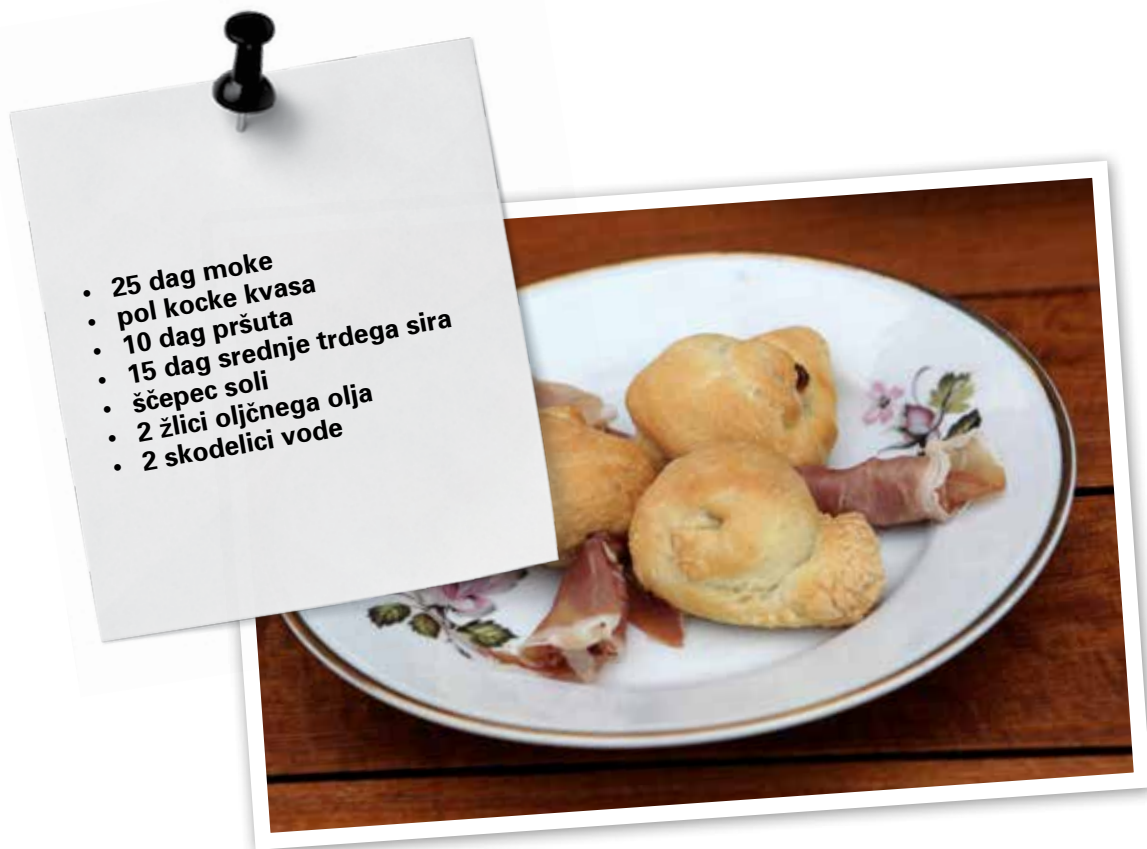 • 25 dag moke
• pol kocke kvasa
• 10 dag pršuta
• 15 dag srednje trdega sira
• ščepec soli
• 2 žlici oljčnega olja
• 2 skodelici vode